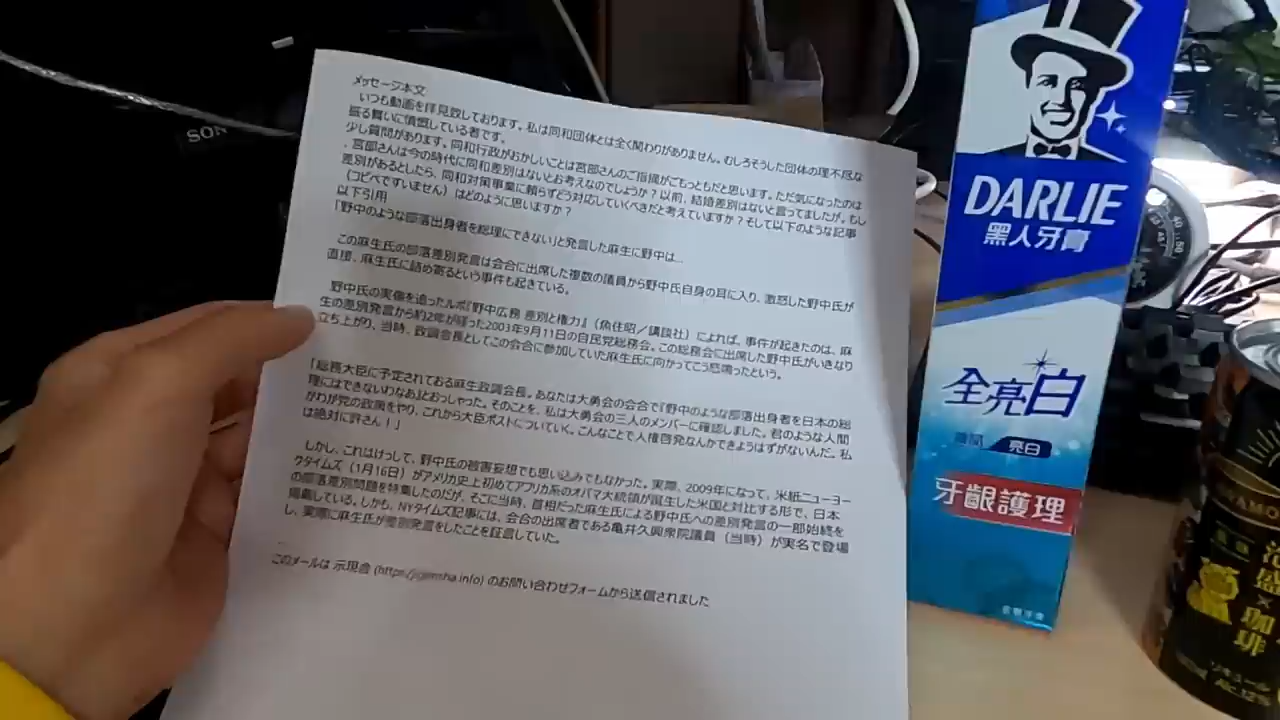 メッセージ本文
いつも動画を拝見致しております。私は同和団体とは全く関わりがありません。むしろそうした団体の理不尽な
振る舞いに憤慨している者です。
少し質問があります。同和行政がおかしいことは宮部さんのご指摘がごもっともだと思います。ただ気になったのは
、宮部さんは今の時代に同和差別はないとお考えなのでしょうか？以前、結婚差別はないと言ってましたが。もし
差別があるとしたら、同和対策事業に頼らずどう対応していくべきだと考えていますか？そして以下のような記事
（コピペですいません）はどのように思いますか？
以下引用
「野中のような部落出身者を総理にできない」と発言した麻生に野中は…
この麻生氏の部落差別発言は会合に出席した複数の議員から野中氏自身の耳に入り、激怒した野中氏が
直接、麻生氏に詰め寄るという事件も起きている。
野中氏の実像を追ったルポ『野中広務 差別と権力』（魚住昭／講談社）によれば、事件が起きたのは、麻
生の差別発言から約2年が経った2003年9月11日の自民党総務会。この総務会に出席した野中氏がいきなり
立ち上がり、当時、政調会長としてこの会合に参加していた麻生氏に向かってこう怒鳴ったという。
「総務大臣に予定されておる麻生政調会長。あなたは大勇会の会合で『野中のような部落出身者を日本の総
理にはできないわなあ』とおっしゃった。そのことを、私は大勇会の三人のメンバーに確認しました。君のような人間
がわが党の政策をやり、これから大臣ポストについていく。こんなことで人権啓発なんかできようはずがないんだ。私
は絶対に許さん！」
しかし、これはけっして、野中氏の被害妄想でも思い込みでもなかった。実際、2009年になって、米紙ニューヨー
クタイムズ（1月16日）がアメリカ史上初めてアフリカ系のオバマ大統領が誕生した米国と対比する形で、日本
の部落差別問題を特集したのだが、そこに当時、首相だった麻生氏による野中氏への差別発言の一部始終を
掲載している。しかも、NYタイムズ記事には、会合の出席者である亀井久興衆院議員（当時）が実名で登場
し、実際に麻生氏が差別発言をしたことを証言していた。
このメールは 示現舎 (https://jigensha.info) のお問い合わせフォームから送信されました
SON
DARLIE
黑人牙膏
全亮白
亮白
牙齦護理
泡盛
×
珈琲
リキュール